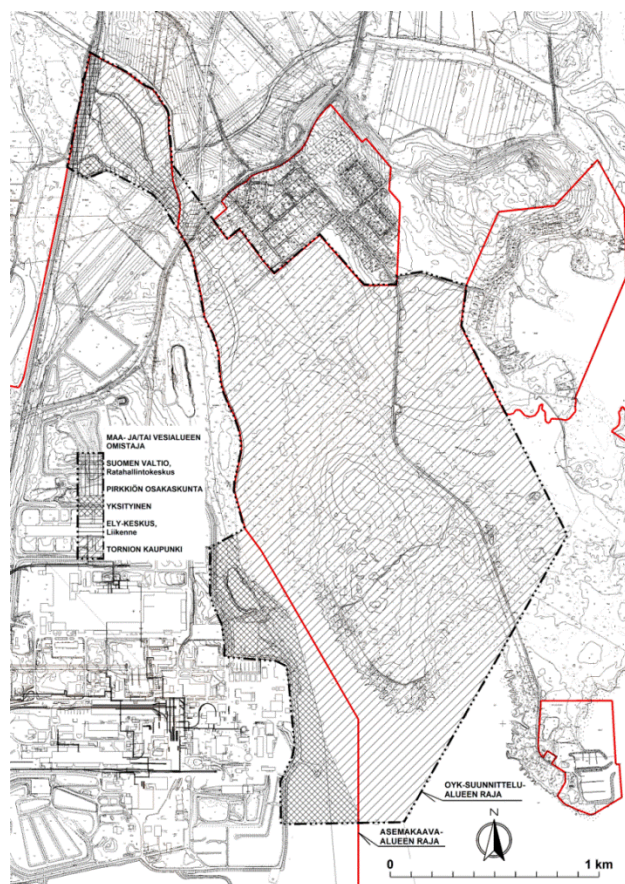 MAA- JA/TAI VESIALUEEN
OMISTAJA
SUOMEN VALTIO,
Ratahallintokeskus
PIRKKIÖN OSAKASKUNTA
YKSITYINEN
ELY-KESKUS,
Liikenne
TORNION KAUPUNKI
OYK-SUUNNITTELU-
ALUEEN RAJA
ASEMAKAAVA-
ALUEEN RAJA
N
0 1 km